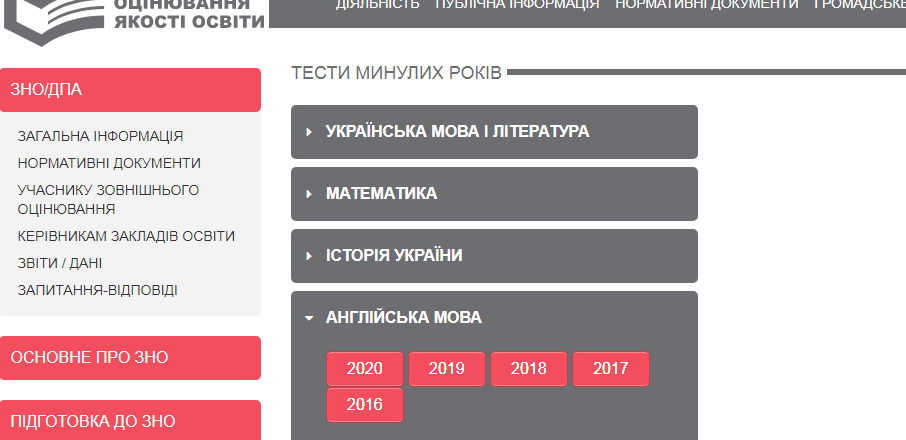 ОЦІНЮВАННЯ
ЯКОСТІ ОСВІТИ
ДІЯЛЬНІСТЬ ПУБЛІЧНА ІНФОРМАЦІЯ НОРМАТИВНІ ДОКУМЕНТИ ГРОМАДСЬКЕ
ЗНО/ДПА
ЗАГАЛЬНА ІНФОРМАЦІЯ
НОРМАТИВНІ ДОКУМЕНТИ
УЧАСНИКУ ЗОВНІШНЬОГО
ОЦІНЮВАННЯ
КЕРІВНИКАМ ЗАКЛАДІВ ОСВІТИ
ЗВІТИ / ДАНІ
ЗАПИТАННЯ-ВІДПОВІДІ
ОСНОВНЕ ПРО ЗНО
ПІДГОТОВКА ДО ЗНО
ТЕСТИ МИНУЛИХ РОКІВ
УКРАЇНСЬКА МОВА І ЛІТЕРАТУРА
МАТЕМАТИКА
ІСТОРІЯ УКРАЇНИ
АНГЛІЙСЬКА МОВА
2020 2019 2018 2017
2016